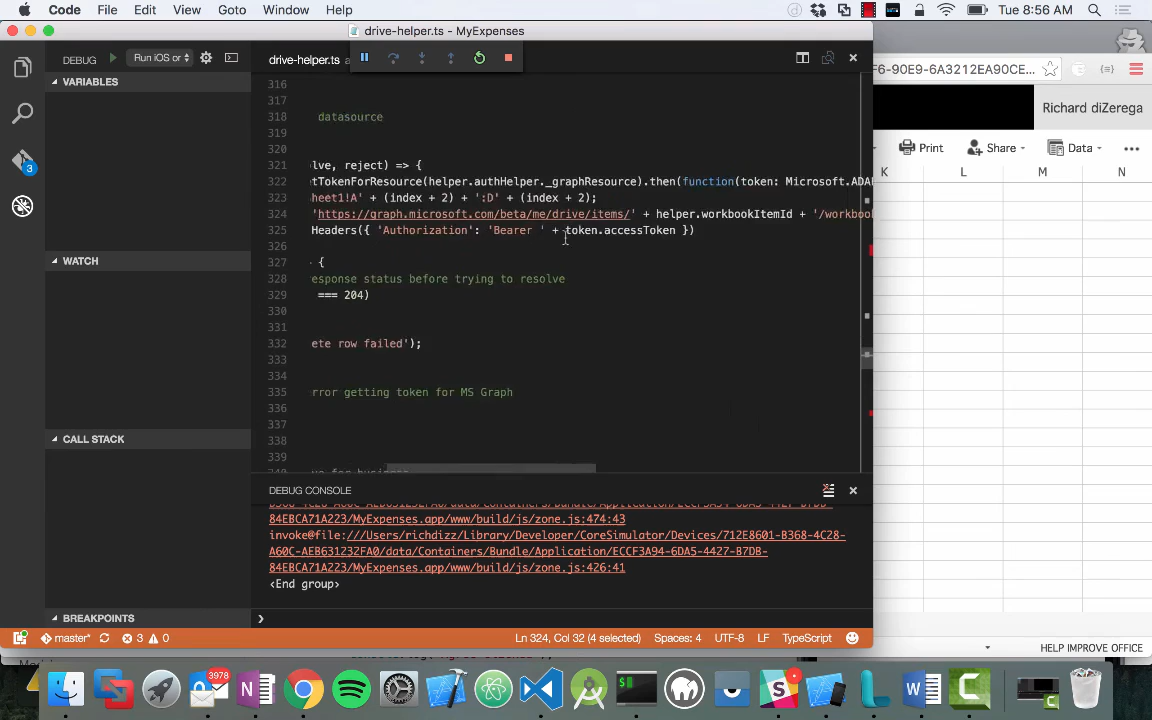 Code File Edit View Goto Window Help
Tue 8:56 AM
drive-helper.ts - MyExpenses
DEBUG Run iOS or
drive-helper.ts
F6-90E9-6A3212EA90CE...
VARIABLES
Richard diZerega
Print Share Data
K L M N
316
317
318 datasource
319
320
321 lve, reject) => {
322 tTokenForResource(helper.authHelper._graphResource).then(function(token: Microsoft.ADA
323 heet1!A' + (index + 2) + ':D' + (index + 2);
324 'https://graph.microsoft.com/beta/me/drive/items/' + helper.workbookItemId + '/workboo
325 Headers({ 'Authorization': 'Bearer ' + token.accessToken })
326
327 {
328 esponse status before trying to resolve
329 === 204)
330
331
332 ete row failed');
333
334
335 rror getting token for MS Graph
336
337
338
339
WATCH
CALL STACK
BREAKPOINTS
3
DEBUG CONSOLE
84EBCA71A223/MyExpenses.app/www/build/js/zone.js:474:43
invoke@file:///Users/richdizz/Library/Developer/CoreSimulator/Devices/712E8601-B368-4C28-
A60C-AEB631232FA0/data/Containers/Bundle/Application/ECCF3A94-6DA5-4427-B7DB-
84EBCA71A223/MyExpenses.app/www/build/js/zone.js:426:41
<End group>
master* 3 0 Ln 324, Col 32 (4 selected) Spaces: 4 UTF-8 LF TypeScript
HELP IMPROVE OFFICE
3978